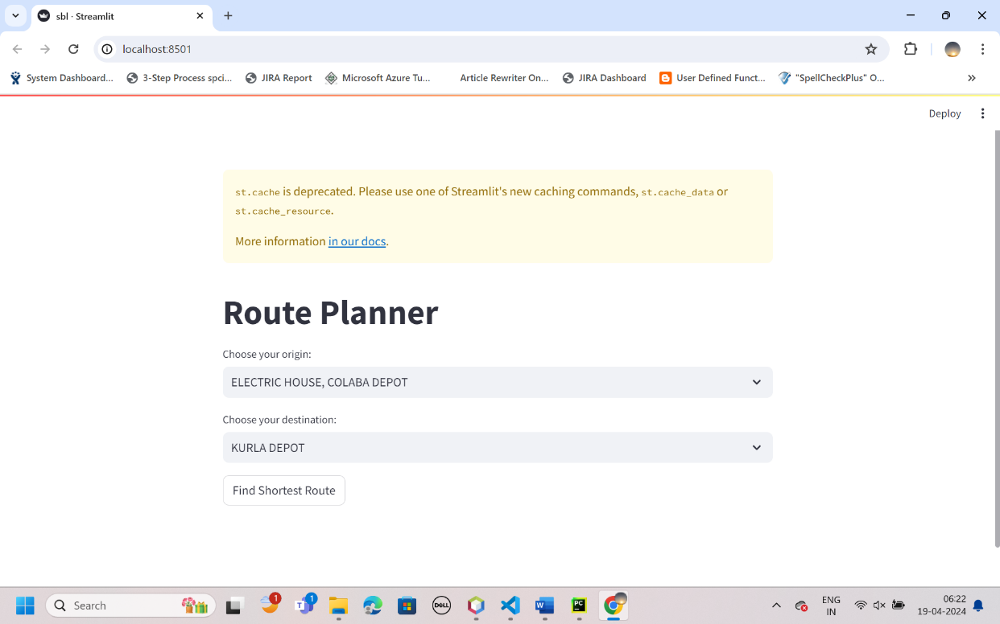 sbl · Streamlit
localhost:8501
System Dashboard...
3-Step Process spci...
JIRA Report
Microsoft Azure Tu...
Article Rewriter On...
JIRA Dashboard
User Defined Funct...
"SpellCheckPlus" O...
Deploy
st.cache is deprecated. Please use one of Streamlit's new caching commands, st.cache_data or
st.cache_resource.
More information in our docs.
Route Planner
Choose your origin:
ELECTRIC HOUSE, COLABA DEPOT
Choose your destination:
KURLA DEPOT
Find Shortest Route
Search
1
T
1
DELL
W
PC
ENG
IN
06:22
19-04-2024